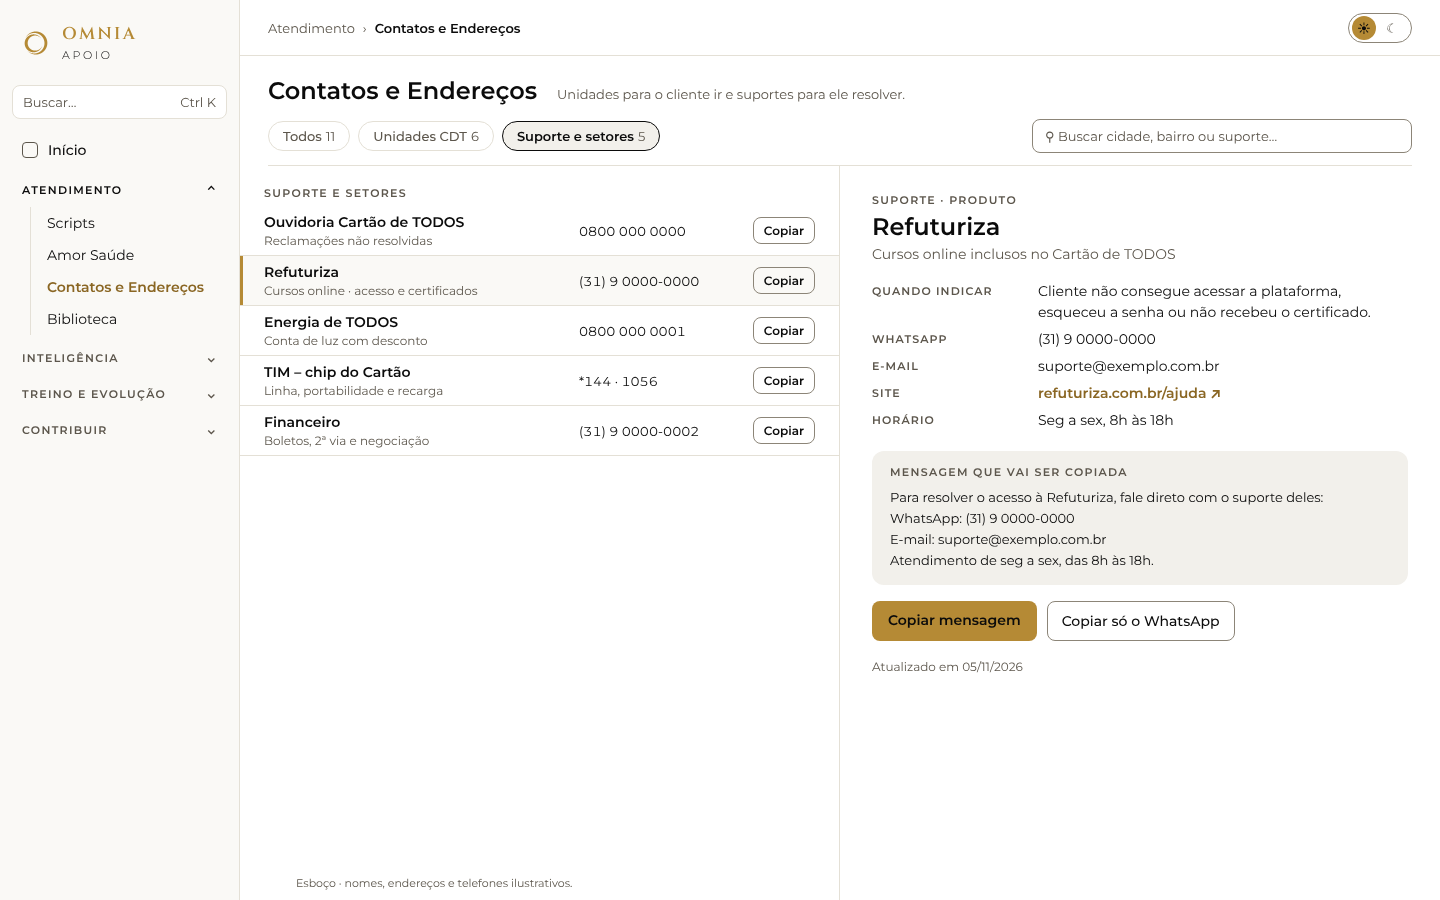 OMNIA
APOIO
Buscar... Ctrl K
Início
ATENDIMENTO
Scripts
Amor Saúde
Contatos e Endereços
Biblioteca
INTELIGÊNCIA
TREINO E EVOLUÇÃO
CONTRIBUIR
Atendimento › Contatos e Endereços
Contatos e Endereços Unidades para o cliente ir e suportes para ele resolver.
Todos 11 Unidades CDT 6 Suporte e setores 5
Buscar cidade, bairro ou suporte...
SUPORTE E SETORES
Ouvidoria Cartão de TODOS
Reclamações não resolvidas
0800 000 0000
Copiar
Refuturiza
Cursos online · acesso e certificados
(31) 9 0000-0000
Copiar
Energia de TODOS
Conta de luz com desconto
0800 000 0001
Copiar
TIM – chip do Cartão
Linha, portabilidade e recarga
*144 · 1056
Copiar
Financeiro
Boletos, 2ª via e negociação
(31) 9 0000-0002
Copiar
Esboço · nomes, endereços e telefones ilustrativos.
SUPORTE · PRODUTO
Refuturiza
Cursos online inclusos no Cartão de TODOS
QUANDO INDICAR Cliente não consegue acessar a plataforma,
esqueceu a senha ou não recebeu o certificado.
WHATSAPP (31) 9 0000-0000
E-MAIL suporte@exemplo.com.br
SITE refuturiza.com.br/ajuda ↗
HORÁRIO Seg a sex, 8h às 18h
MENSAGEM QUE VAI SER COPIADA
Para resolver o acesso à Refuturiza, fale direto com o suporte deles:
WhatsApp: (31) 9 0000-0000
E-mail: suporte@exemplo.com.br
Atendimento de seg a sex, das 8h às 18h.
Copiar mensagem Copiar só o WhatsApp
Atualizado em 05/11/2026